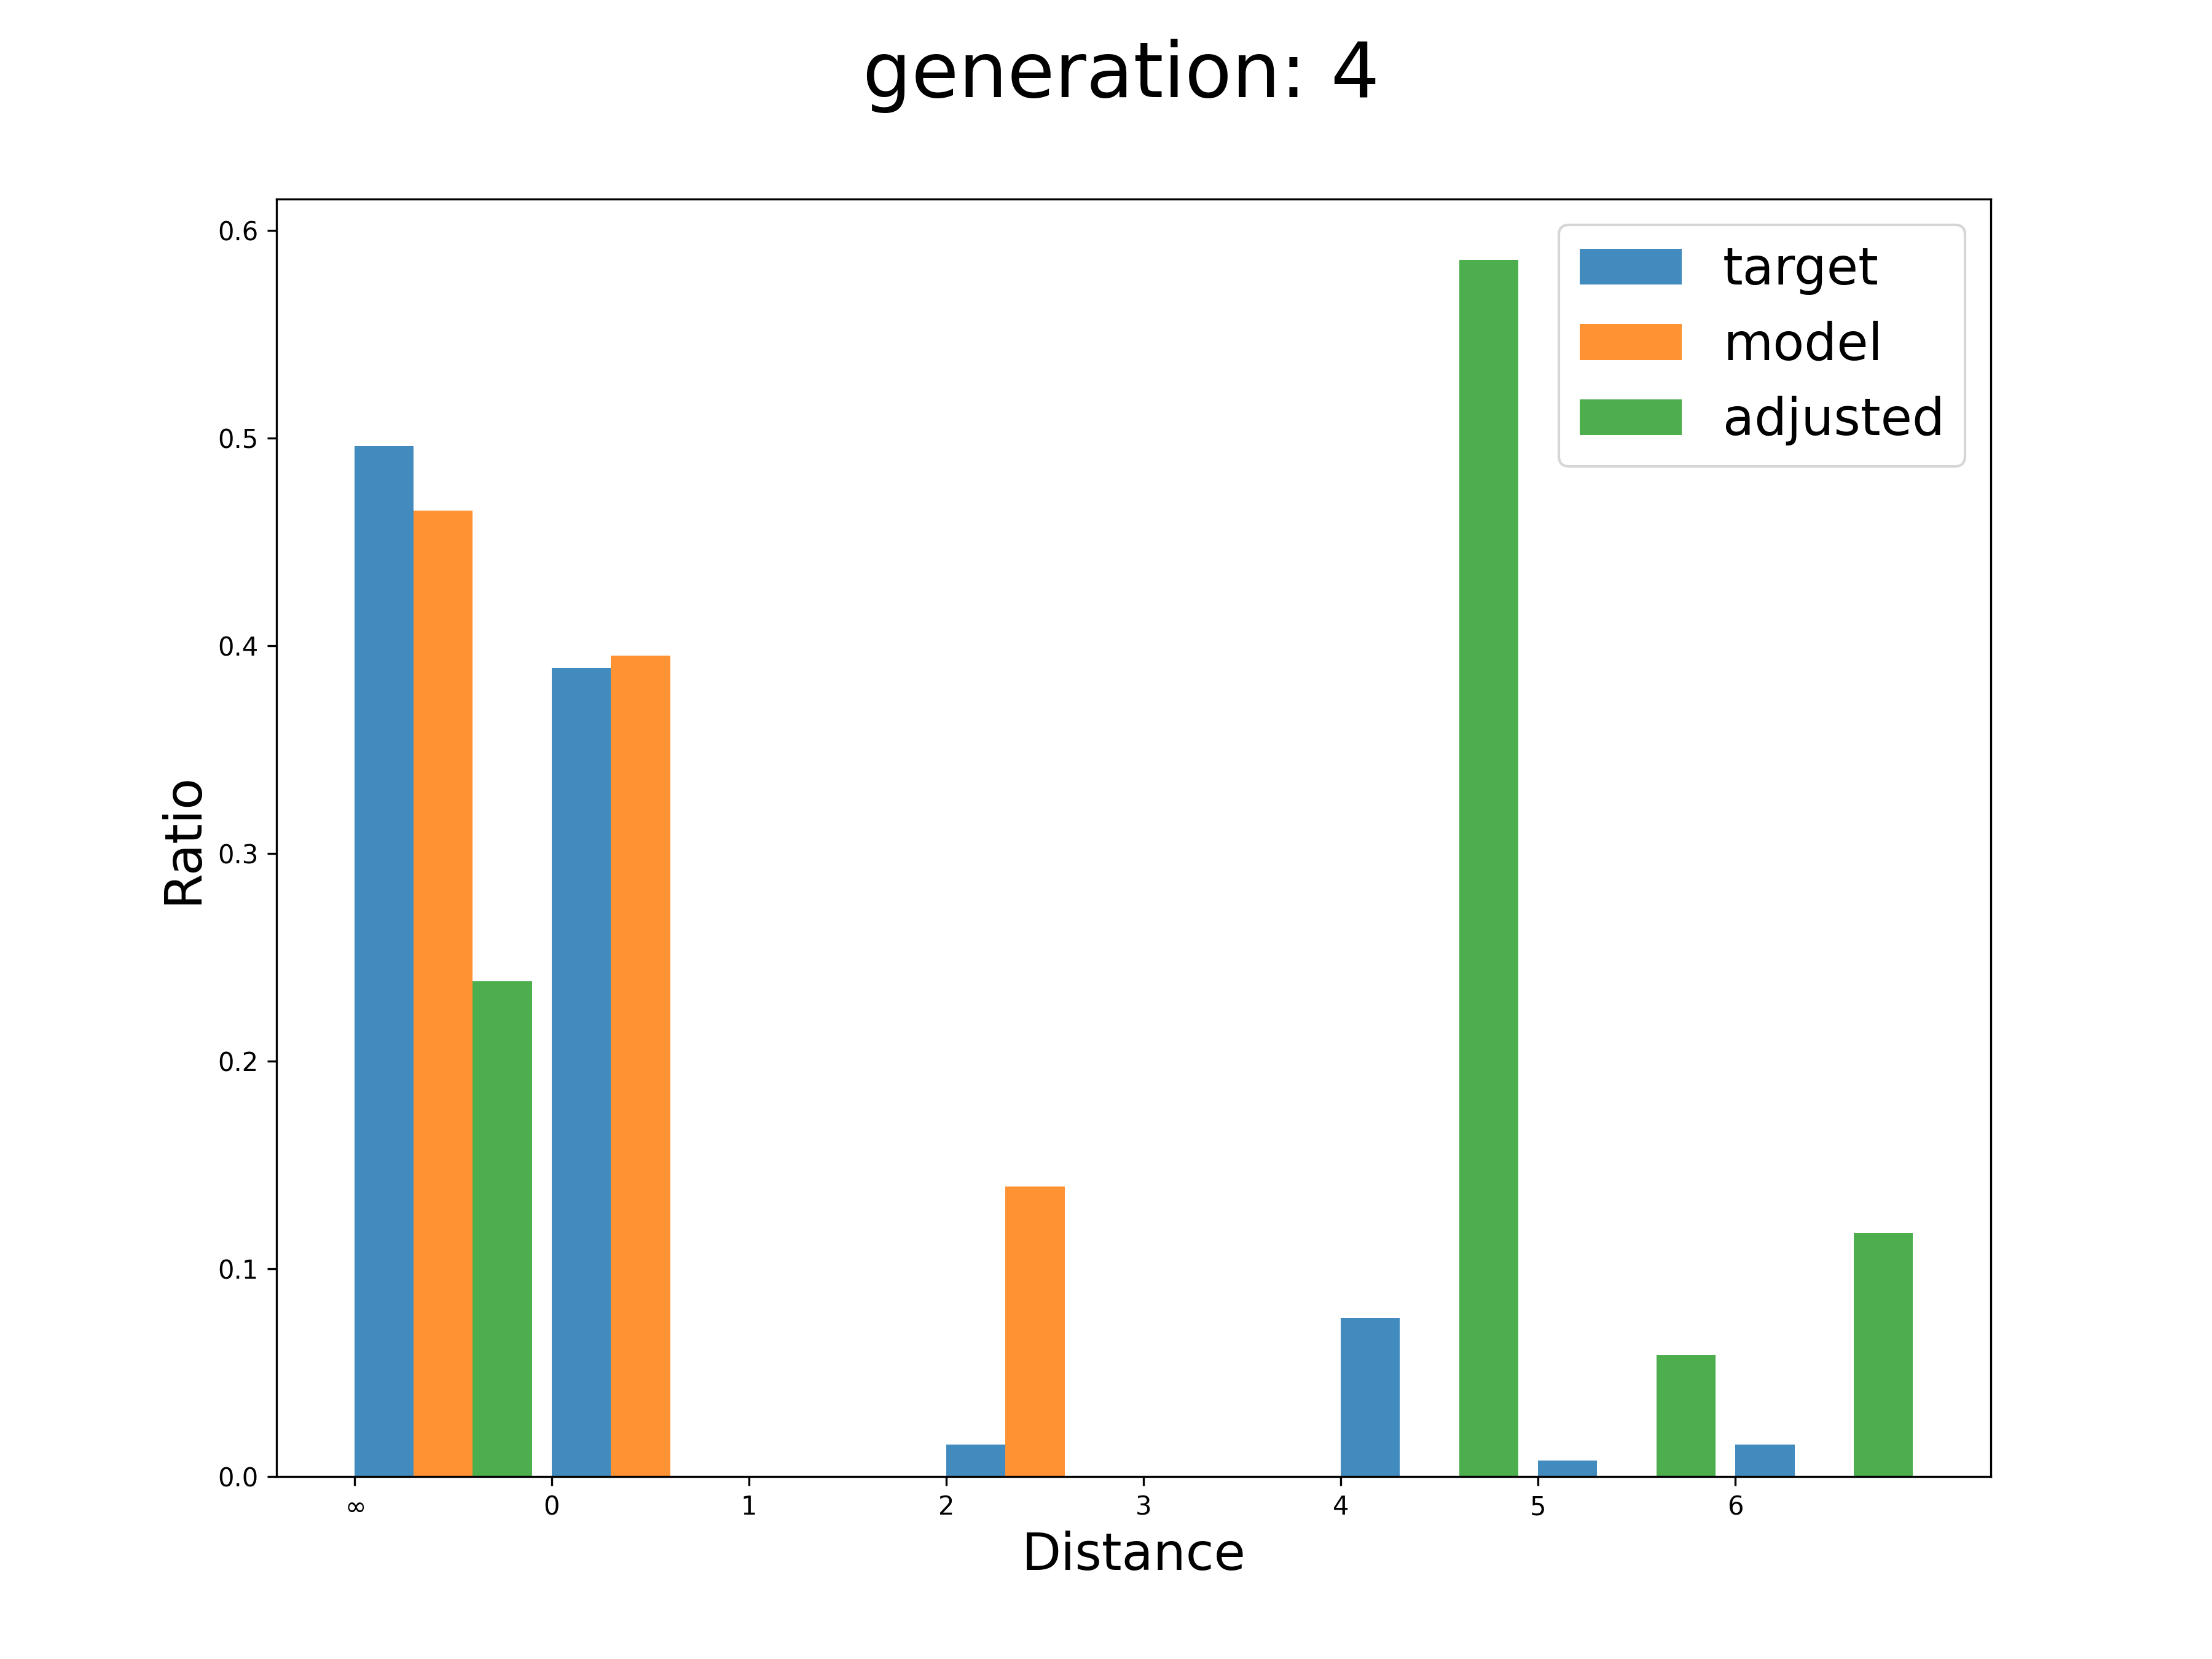 generation: 4
0.6
0.5
0.4
0.3
0.2
0.1
0.0
Ratio
target
model
adjusted
∞ 0 1 2 3 4 5 6
Distance